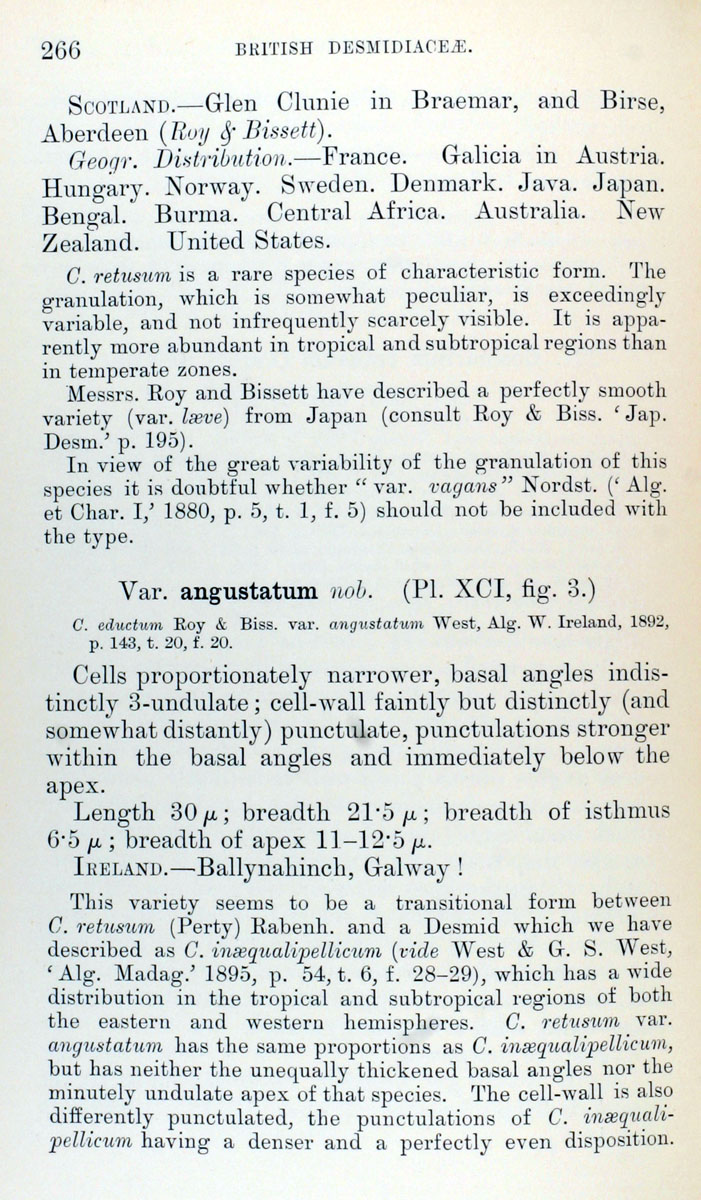 266 BRITISH DESMIDIACEÆ.
SCOTLAND.—Glen Clunie in Braemar, and Birse,
Aberdeen (Roy & Bissett).
Geogr. Distribution.—France. Galicia in Austria.
Hungary. Norway. Sweden. Denmark. Java. Japan.
Bengal. Burma. Central Africa. Australia. New
Zealand. United States.
C. retusum is a rare species of characteristic form. The
granulation, which is somewhat peculiar, is exceedingly
variable, and not infrequently scarcely visible. It is appa-
rently more abundant in tropical and subtropical regions than
in temperate zones.
Messrs. Roy and Bissett have described a perfectly smooth
variety (var. læve) from Japan (consult Roy & Biss. ‘Jap.
Desm.’ p. 195).
In view of the great variability of the granulation of this
species it is doubtful whether “var. vagans” Nordst. (‘Alg.
et Char. I,’ 1880, p. 5, t. 1, f. 5) should not be included with
the type.
Var. angustatum nob. (Pl. XCI, fig. 3.)
C. eductum Roy & Biss. var. angustatum West, Alg. W. Ireland, 1892,
p. 143, t. 20, f. 20.
Cells proportionately narrower, basal angles indis-
tinctly 3-undulate; cell-wall faintly but distinctly (and
somewhat distantly) punctulate, punctulations stronger
within the basal angles and immediately below the
apex.
Length 30 μ; breadth 21·5 μ; breadth of isthmus
6·5 μ; breadth of apex 11–12·5 μ.
IRELAND.—Ballynahinch, Galway!
This variety seems to be a transitional form between
C. retusum (Perty) Rabenh. and a Desmid which we have
described as C. inæqualipellicum (vide West & G. S. West,
‘Alg. Madag.’ 1895, p. 54, t. 6, f. 28–29), which has a wide
distribution in the tropical and subtropical regions of both
the eastern and western hemispheres. C. retusum var.
angustatum has the same proportions as C. inæqualipellicum,
but has neither the unequally thickened basal angles nor the
minutely undulate apex of that species. The cell-wall is also
differently punctulated, the punctulations of C. inæquali-
pellicum having a denser and a perfectly even disposition.